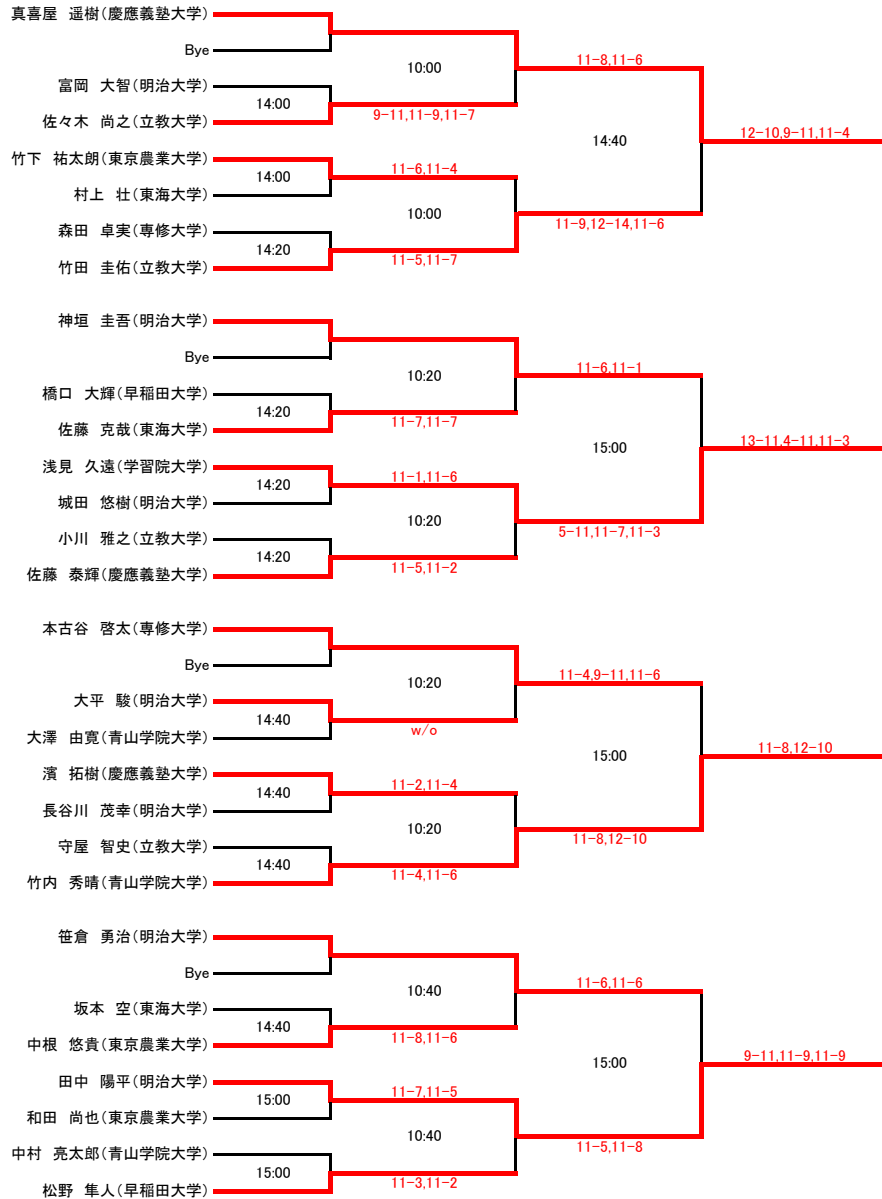 真喜屋　遥樹(慶應義塾大学)
Bye
10:00
11-8,11-6
富岡　大智(明治大学)
14:00
9-11,11-9,11-7
佐々木　尚之(立教大学)
14:40
12-10,9-11,11-4
竹下　祐太朗(東京農業大学)
14:00
11-6,11-4
村上　壮(東海大学)
10:00
11-9,12-14,11-6
森田　卓実(専修大学)
14:20
11-5,11-7
竹田　圭佑(立教大学)
神垣　圭吾(明治大学)
Bye
10:20
11-6,11-1
橋口　大輝(早稲田大学)
14:20
11-7,11-7
佐藤　克哉(東海大学)
15:00
13-11,4-11,11-3
浅見　久遠(学習院大学)
14:20
11-1,11-6
城田　悠樹(明治大学)
10:20
5-11,11-7,11-3
小川　雅之(立教大学)
14:20
11-5,11-2
佐藤　泰輝(慶應義塾大学)
本古谷　啓太(専修大学)
Bye
10:20
11-4,9-11,11-6
大平　駿(明治大学)
14:40
w/o
大澤　由寛(青山学院大学)
15:00
11-8,12-10
濱　拓樹(慶應義塾大学)
14:40
11-2,11-4
長谷川　茂幸(明治大学)
10:20
11-8,12-10
守屋　智史(立教大学)
14:40
11-4,11-6
竹内　秀晴(青山学院大学)
笹倉　勇治(明治大学)
Bye
10:40
11-6,11-6
坂本　空(東海大学)
14:40
11-8,11-6
中根　悠貴(東京農業大学)
15:00
9-11,11-9,11-9
田中　陽平(明治大学)
15:00
11-7,11-5
和田　尚也(東京農業大学)
10:40
11-5,11-8
中村　亮太郎(青山学院大学)
15:00
11-3,11-2
松野　隼人(早稲田大学)